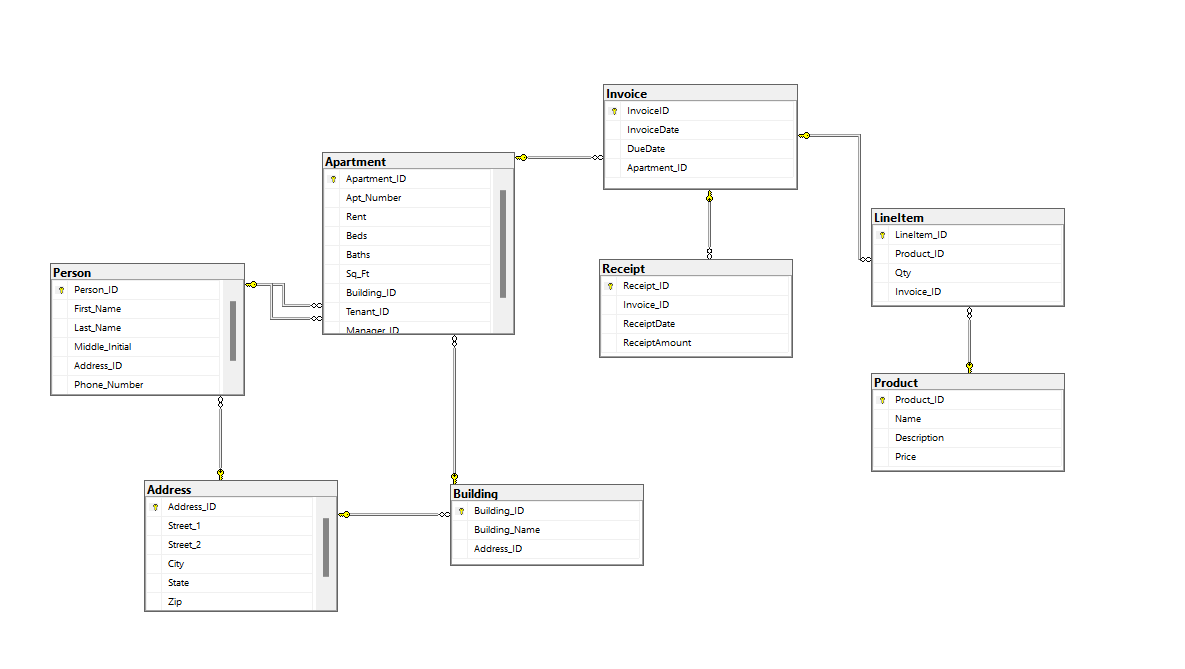 Invoice
InvoiceID
InvoiceDate
DueDate
Apartment_ID
Apartment
Apartment_ID
Apt_Number
Rent
Beds
Baths
Sq_Ft
Building_ID
Tenant_ID
Manager_ID
LineItem
LineItem_ID
Product_ID
Qty
Invoice_ID
Person
Person_ID
First_Name
Last_Name
Middle_Initial
Address_ID
Phone_Number
Receipt
Receipt_ID
Invoice_ID
ReceiptDate
ReceiptAmount
Product
Product_ID
Name
Description
Price
Address
Address_ID
Street_1
Street_2
City
State
Zip
Building
Building_ID
Building_Name
Address_ID